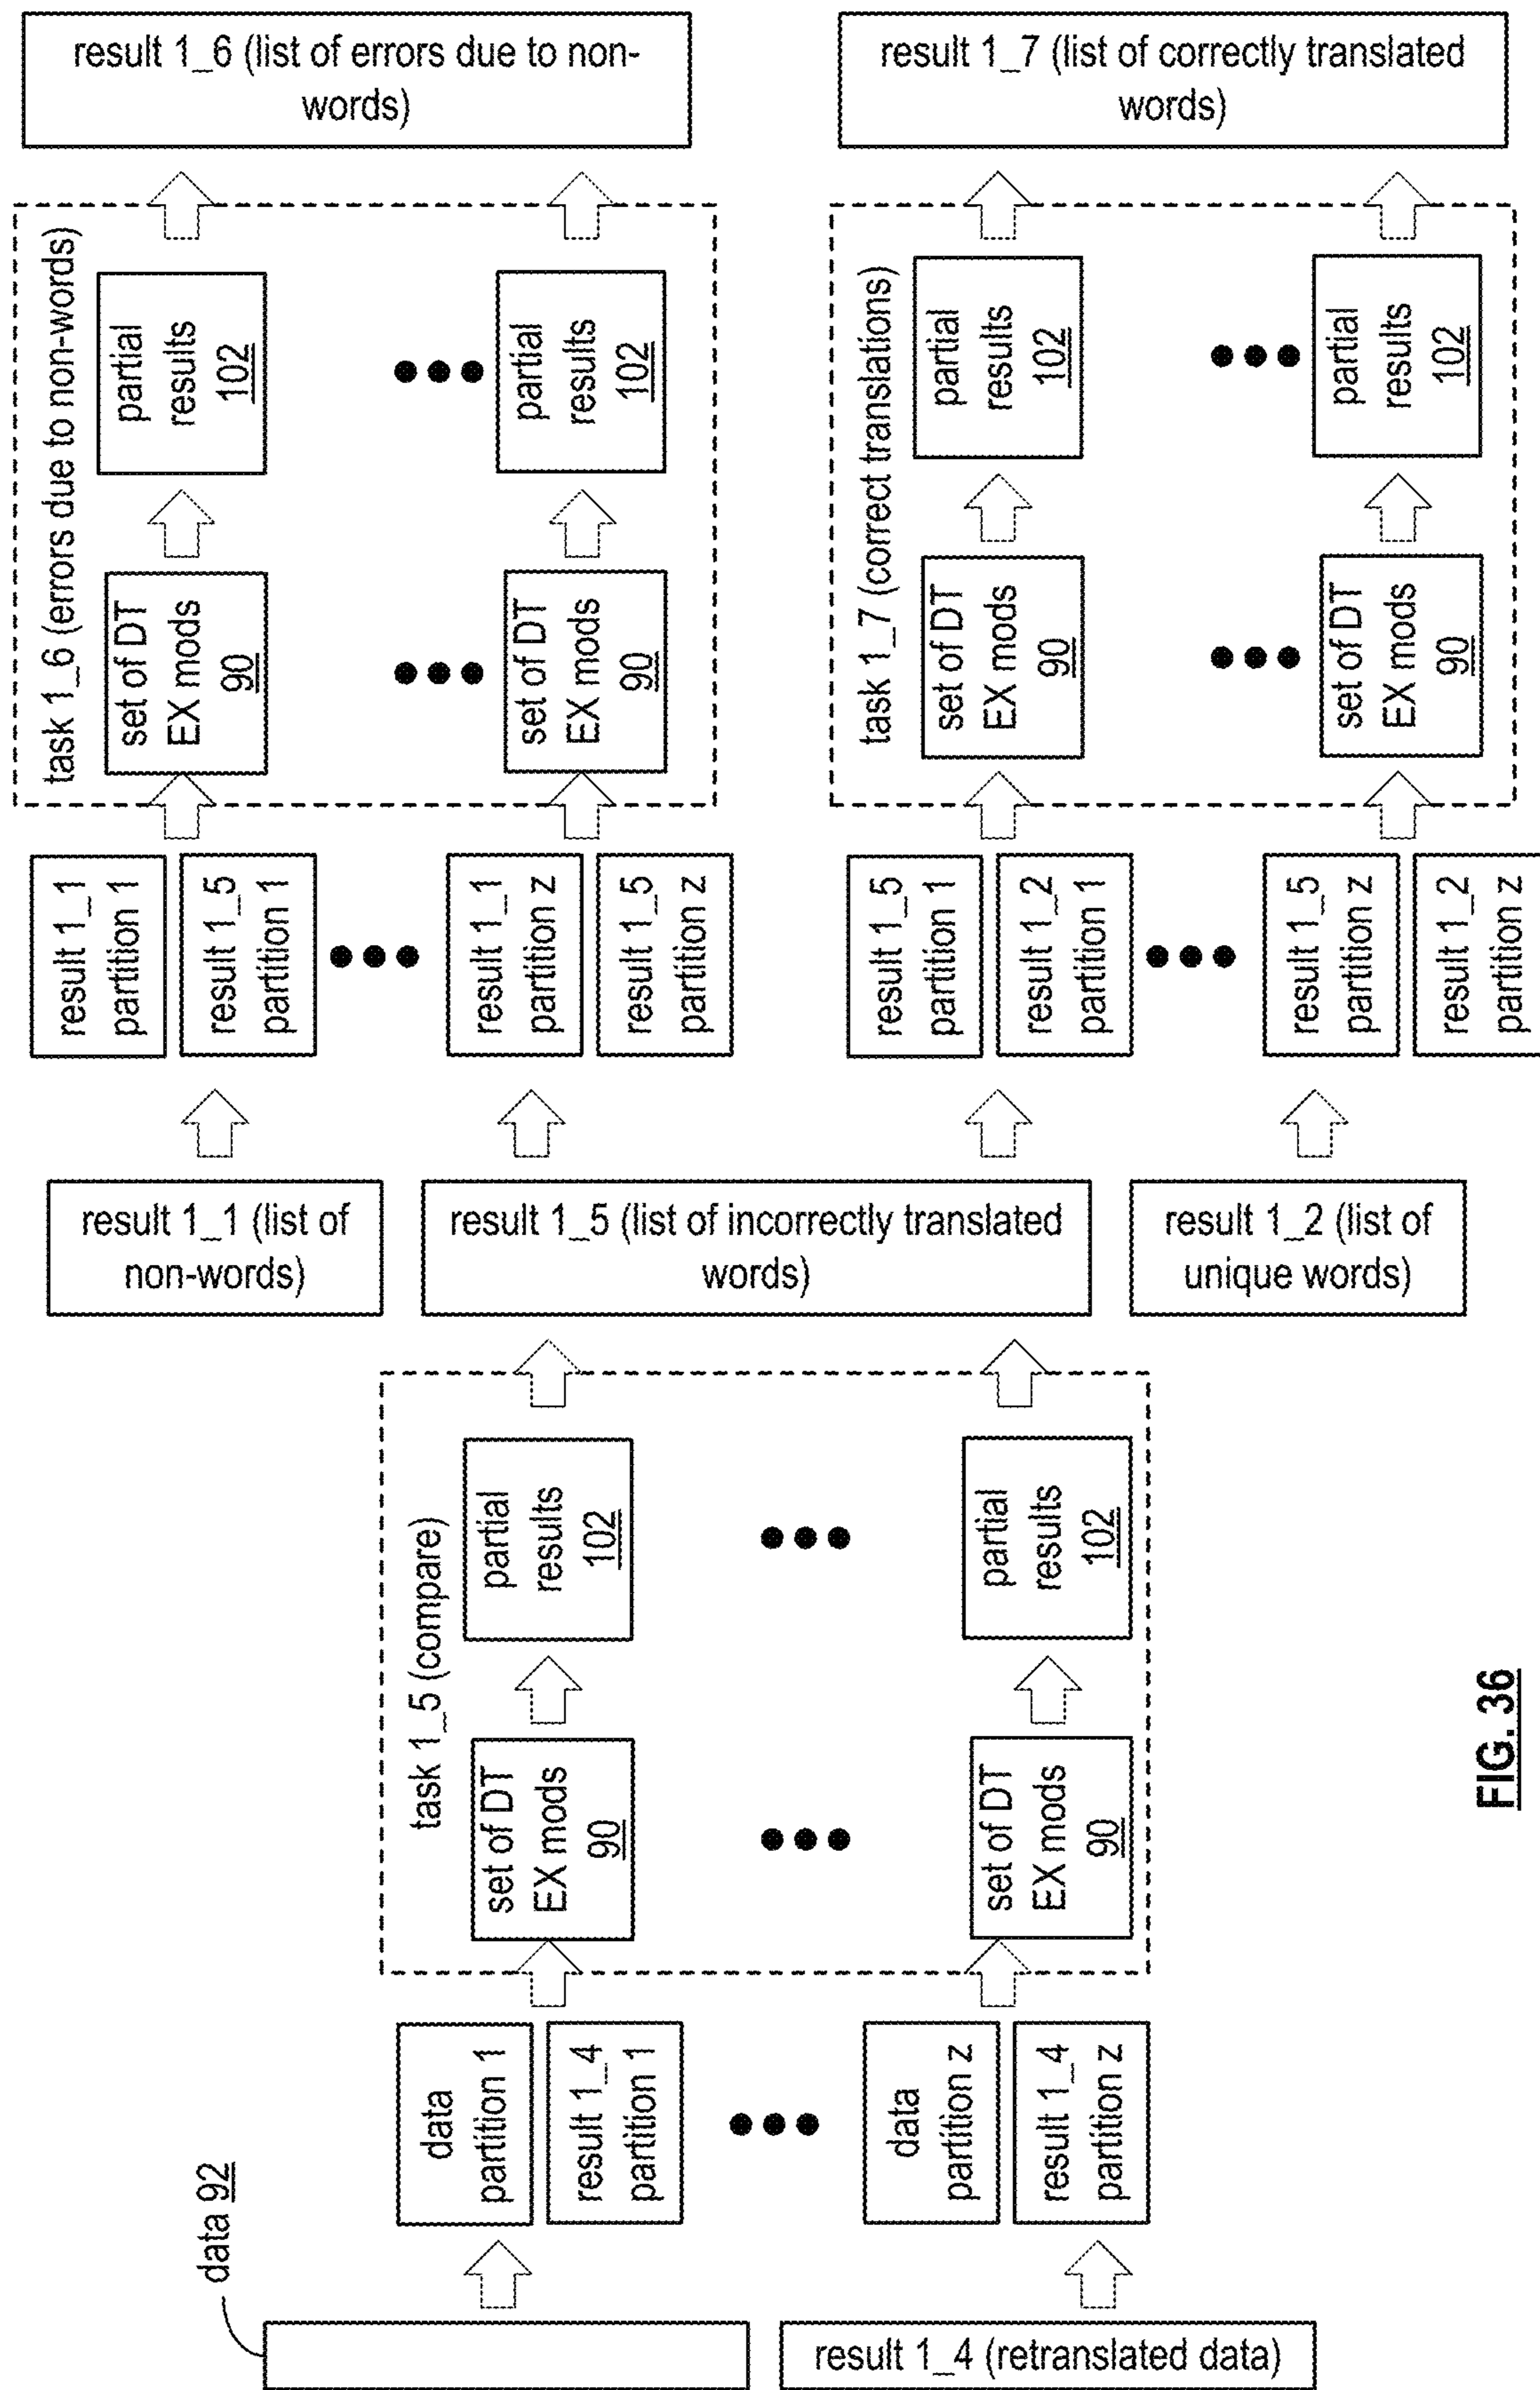 data 92
result 1_4 (retranslated data)
data
partition 1
result 1_4
partition 1
data
partition z
result 1_4
partition z
task 1_5 (compare)
set of DT
EX mods
90
partial
results
102
set of DT
EX mods
90
partial
results
102
result 1_1 (list of
non-words)
result 1_5 (list of incorrectly translated
words)
result 1_2 (list of
unique words)
result 1_1
partition 1
result 1_5
partition 1
result 1_1
partition z
result 1_5
partition z
task 1_6 (errors due to non-words)
set of DT
EX mods
90
partial
results
102
set of DT
EX mods
90
partial
results
102
result 1_6 (list of errors due to non-
words)
result 1_5
partition 1
result 1_2
partition 1
result 1_5
partition z
result 1_2
partition z
task 1_7 (correct translations)
set of DT
EX mods
90
partial
results
102
set of DT
EX mods
90
partial
results
102
result 1_7 (list of correctly translated
words)
FIG. 36